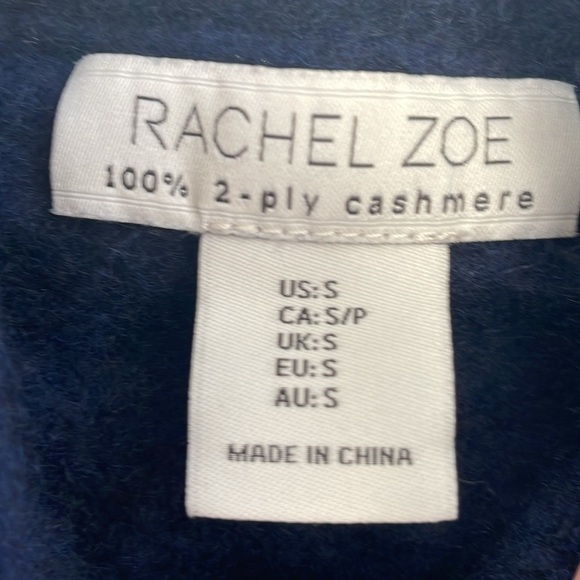 RACHEL ZOE
100% 2-ply cashmere
US: S
CA: S/P
UK: S
EU: S
AU: S
MADE IN CHINA